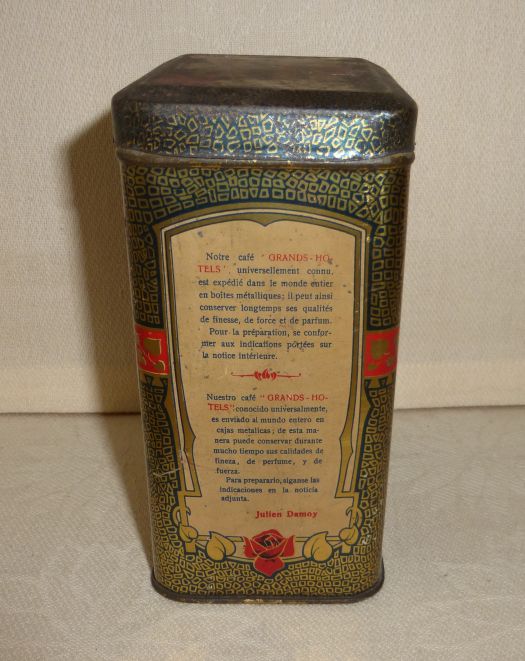 Notre café "GRANDS-HO-
TELS", universellement connu,
est expédié dans le monde entier
en boîtes métalliques; il peut ainsi
conserver longtemps ses qualités
de finesse, de force et de parfum.
Pour la préparation, se confor-
mer aux indications portées sur
la notice intérieure.
Nuestro café "GRANDS-HO-
TELS" conocido universalmente,
es enviado al mundo entero en
cajas metalicas; de esta ma-
nera puede conservar durante
mucho tiempo sus calidades de
fineza, de perfume, y de
fuerza.
Para prepararlo, siganse las
indicaciones en la noticia
adjunta.
Julien Damoy